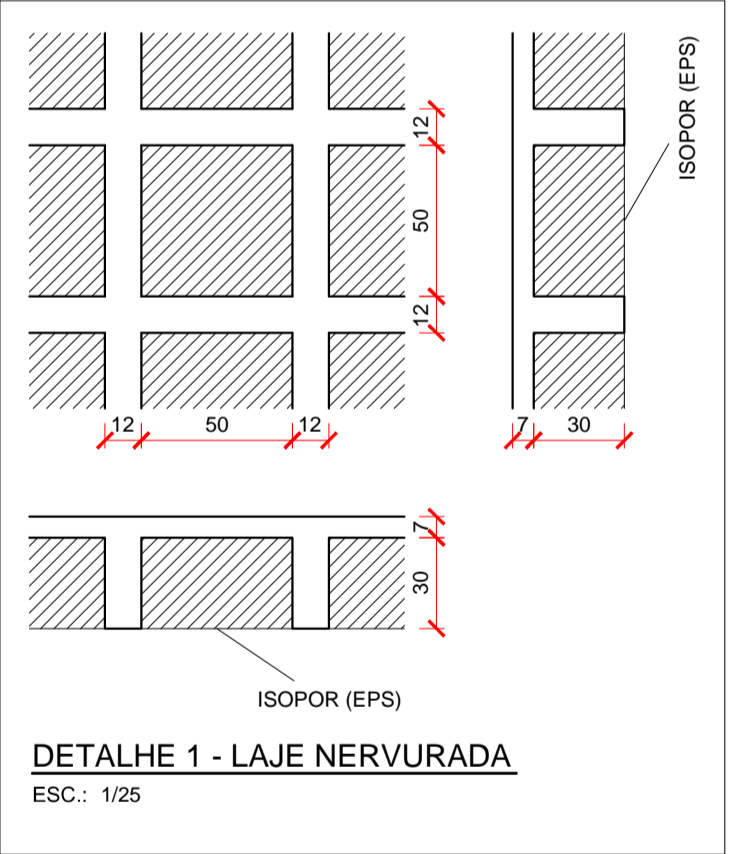 12
50
12
ISOPOR (EPS)
12
50
12
7
30
7
30
ISOPOR (EPS)
DETALHE 1 - LAJE NERVURADA
ESC.: 1/25